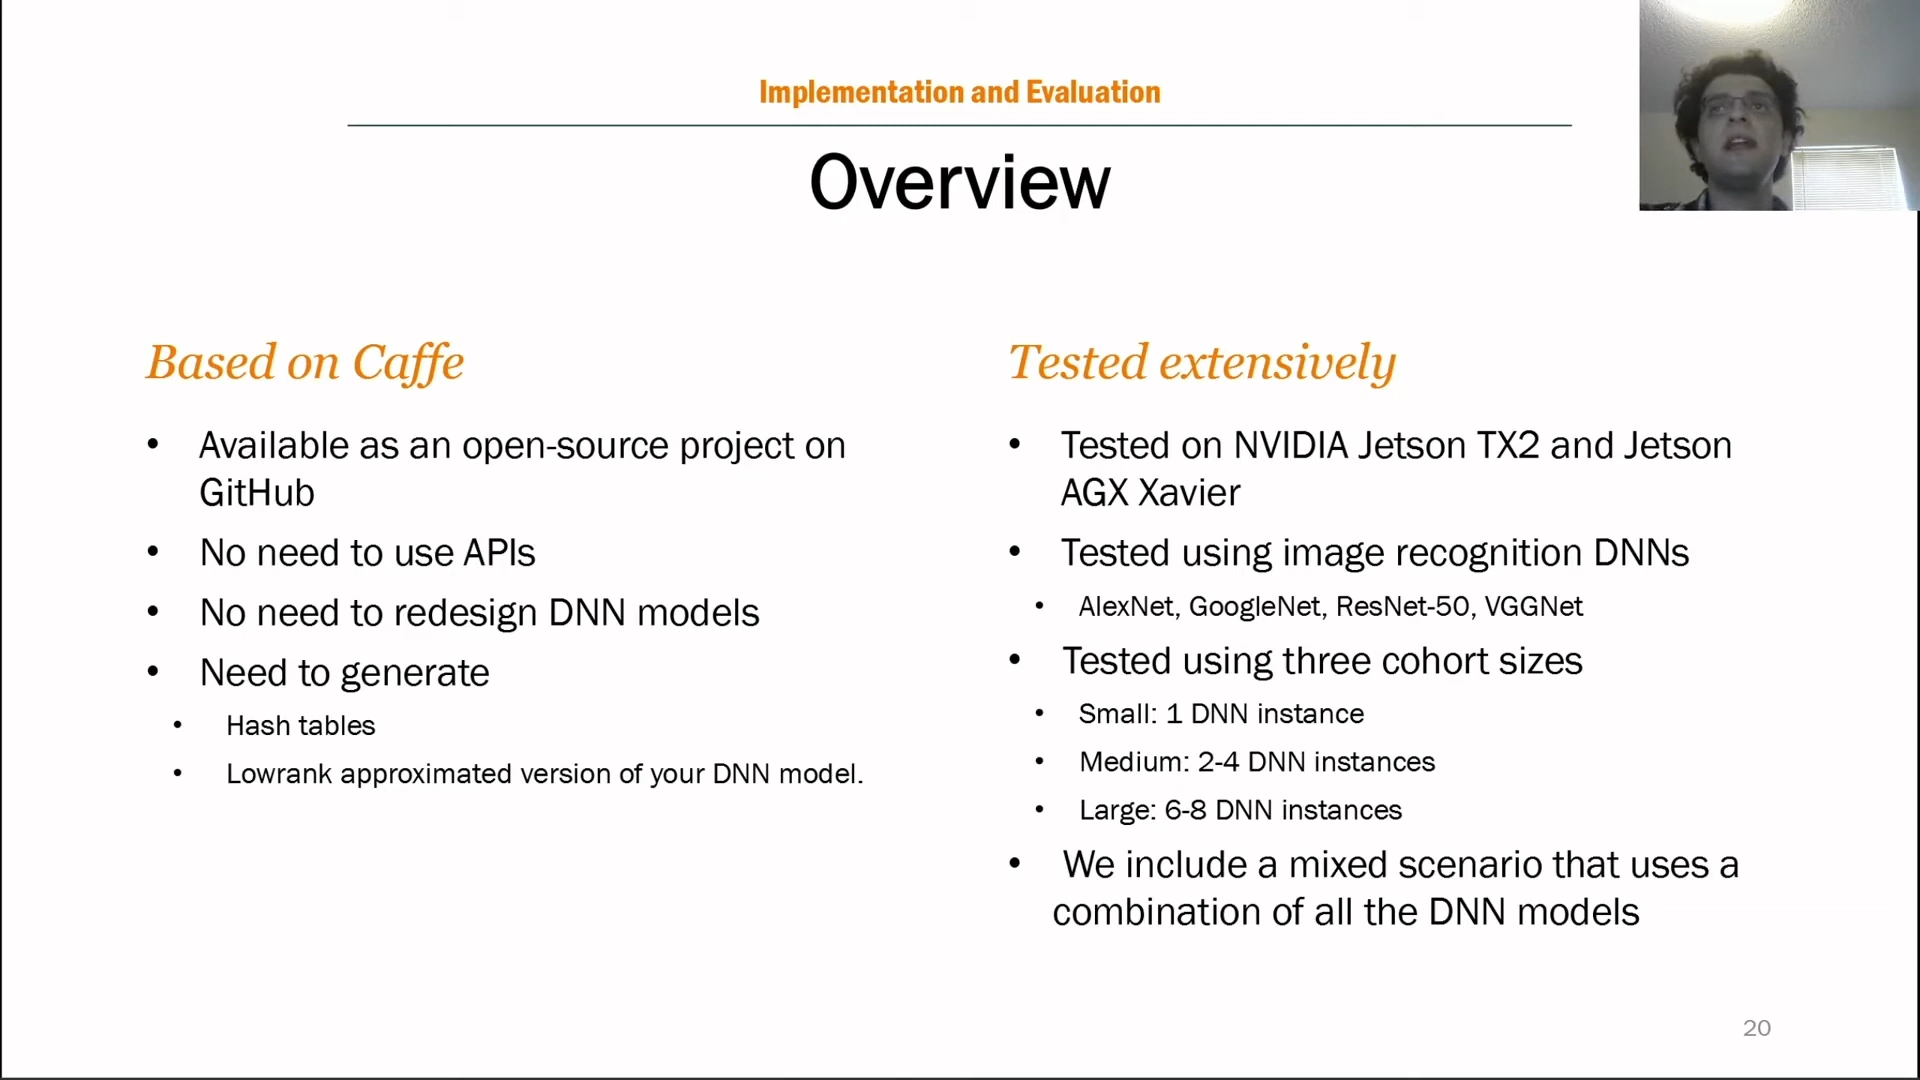 Implementation and Evaluation
Overview
Based on Caffe
• Available as an open-source project on
GitHub
• No need to use APIs
• No need to redesign DNN models
• Need to generate
• Hash tables
• Lowrank approximated version of your DNN model.
Tested extensively
• Tested on NVIDIA Jetson TX2 and Jetson
AGX Xavier
• Tested using image recognition DNNs
• AlexNet, GoogleNet, ResNet-50, VGGNet
• Tested using three cohort sizes
• Small: 1 DNN instance
• Medium: 2-4 DNN instances
• Large: 6-8 DNN instances
• We include a mixed scenario that uses a
combination of all the DNN models
20